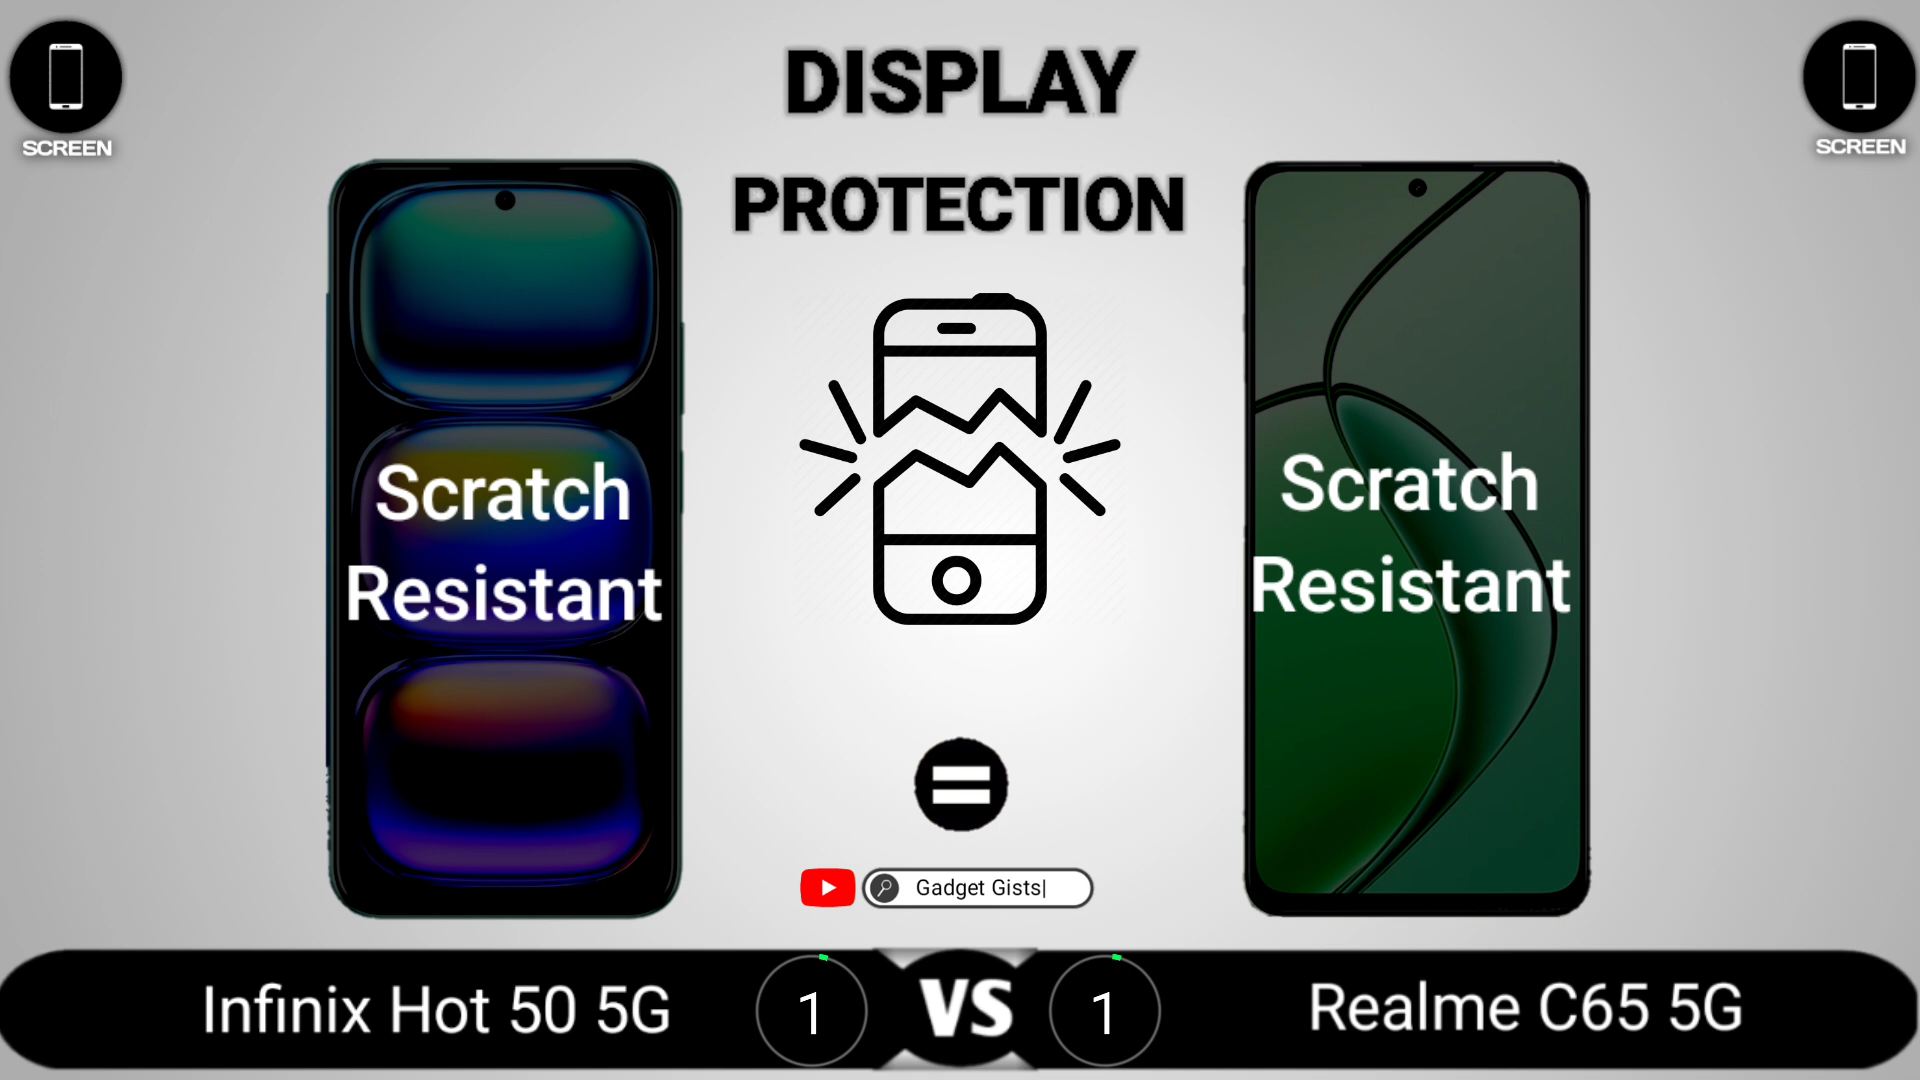 SCREEN
DISPLAY
PROTECTION
SCREEN
Scratch
Resistant
Scratch
Resistant
Gadget Gists|
Infinix Hot 50 5G
1
VS
1
Realme C65 5G